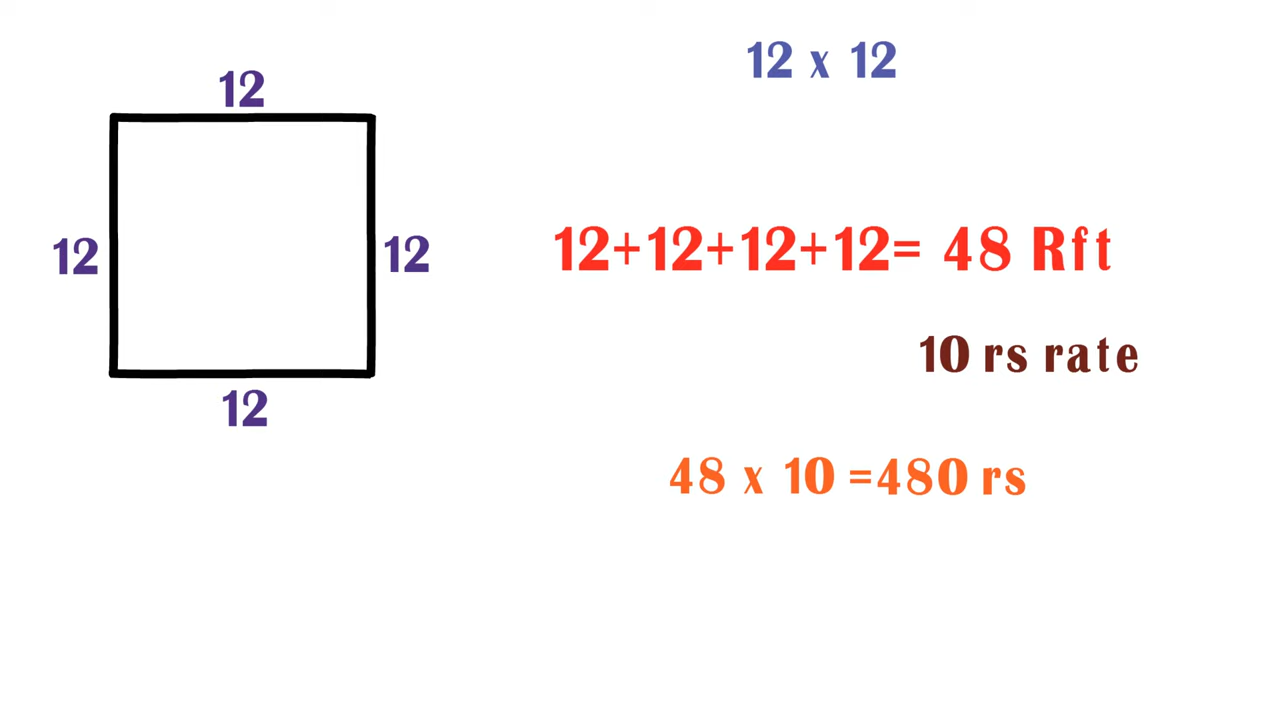 12
12
12
12
12 x 12
12+12+12+12= 48 Rft
10 rs rate
48 x 10 =480 rs